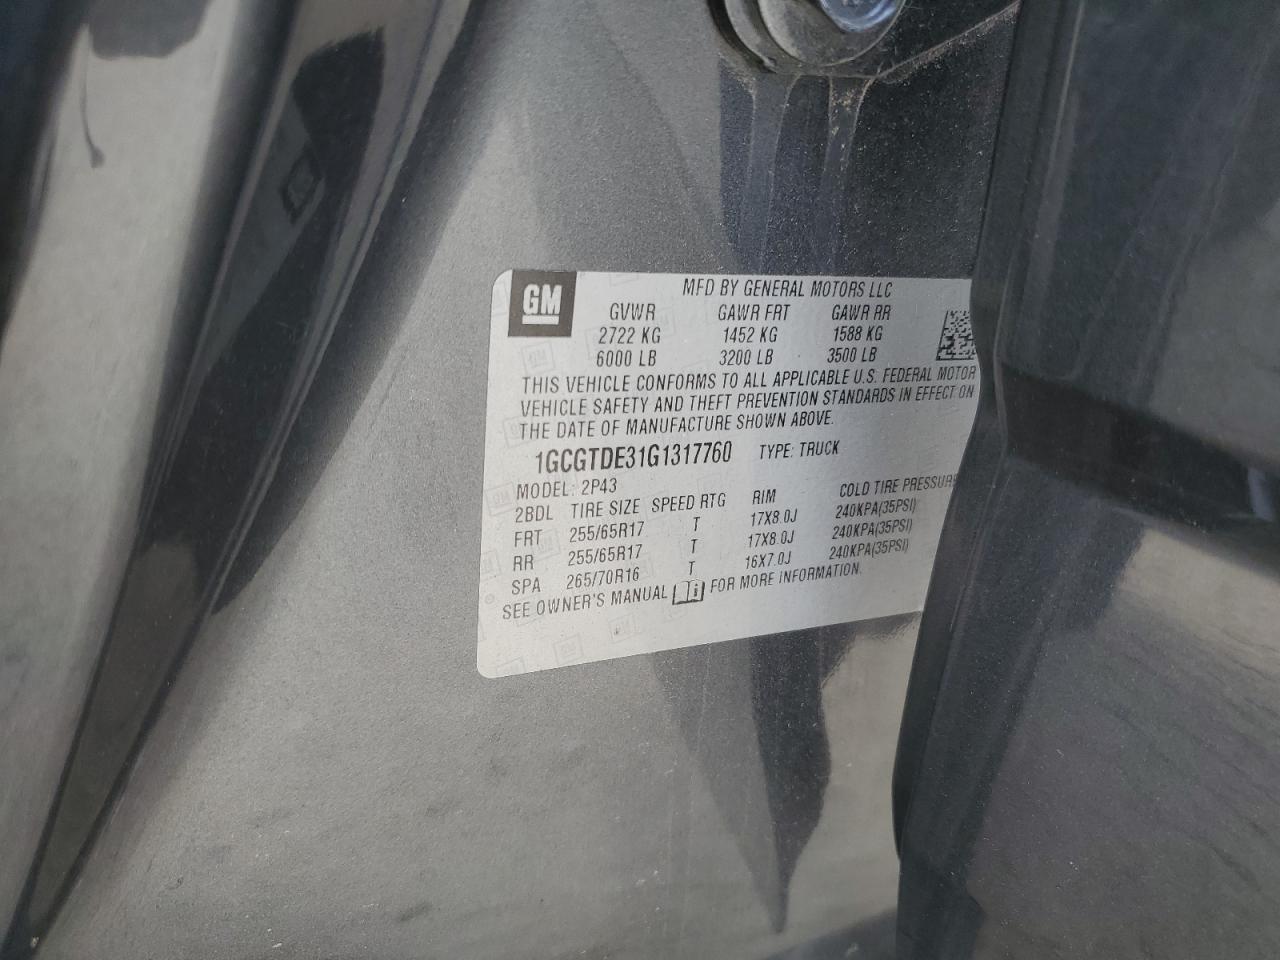 GM
MFD BY GENERAL MOTORS LLC
GVWR GAWR FRT GAWR RR
2722 KG 1452 KG 1588 KG
6000 LB 3200 LB 3500 LB
THIS VEHICLE CONFORMS TO ALL APPLICABLE U.S. FEDERAL MOTOR
VEHICLE SAFETY AND THEFT PREVENTION STANDARDS IN EFFECT ON
THE DATE OF MANUFACTURE SHOWN ABOVE.
1GCGTDE31G1317760 TYPE: TRUCK
MODEL: 2P43
2BDL TIRE SIZE SPEED RTG RIM COLD TIRE PRESSURE
FRT 255/65R17 T 17X8.0J 240KPA(35PSI)
RR 255/65R17 T 17X8.0J 240KPA(35PSI)
SPA 265/70R16 T 16X7.0J 240KPA(35PSI)
SEE OWNER'S MANUAL FOR MORE INFORMATION.